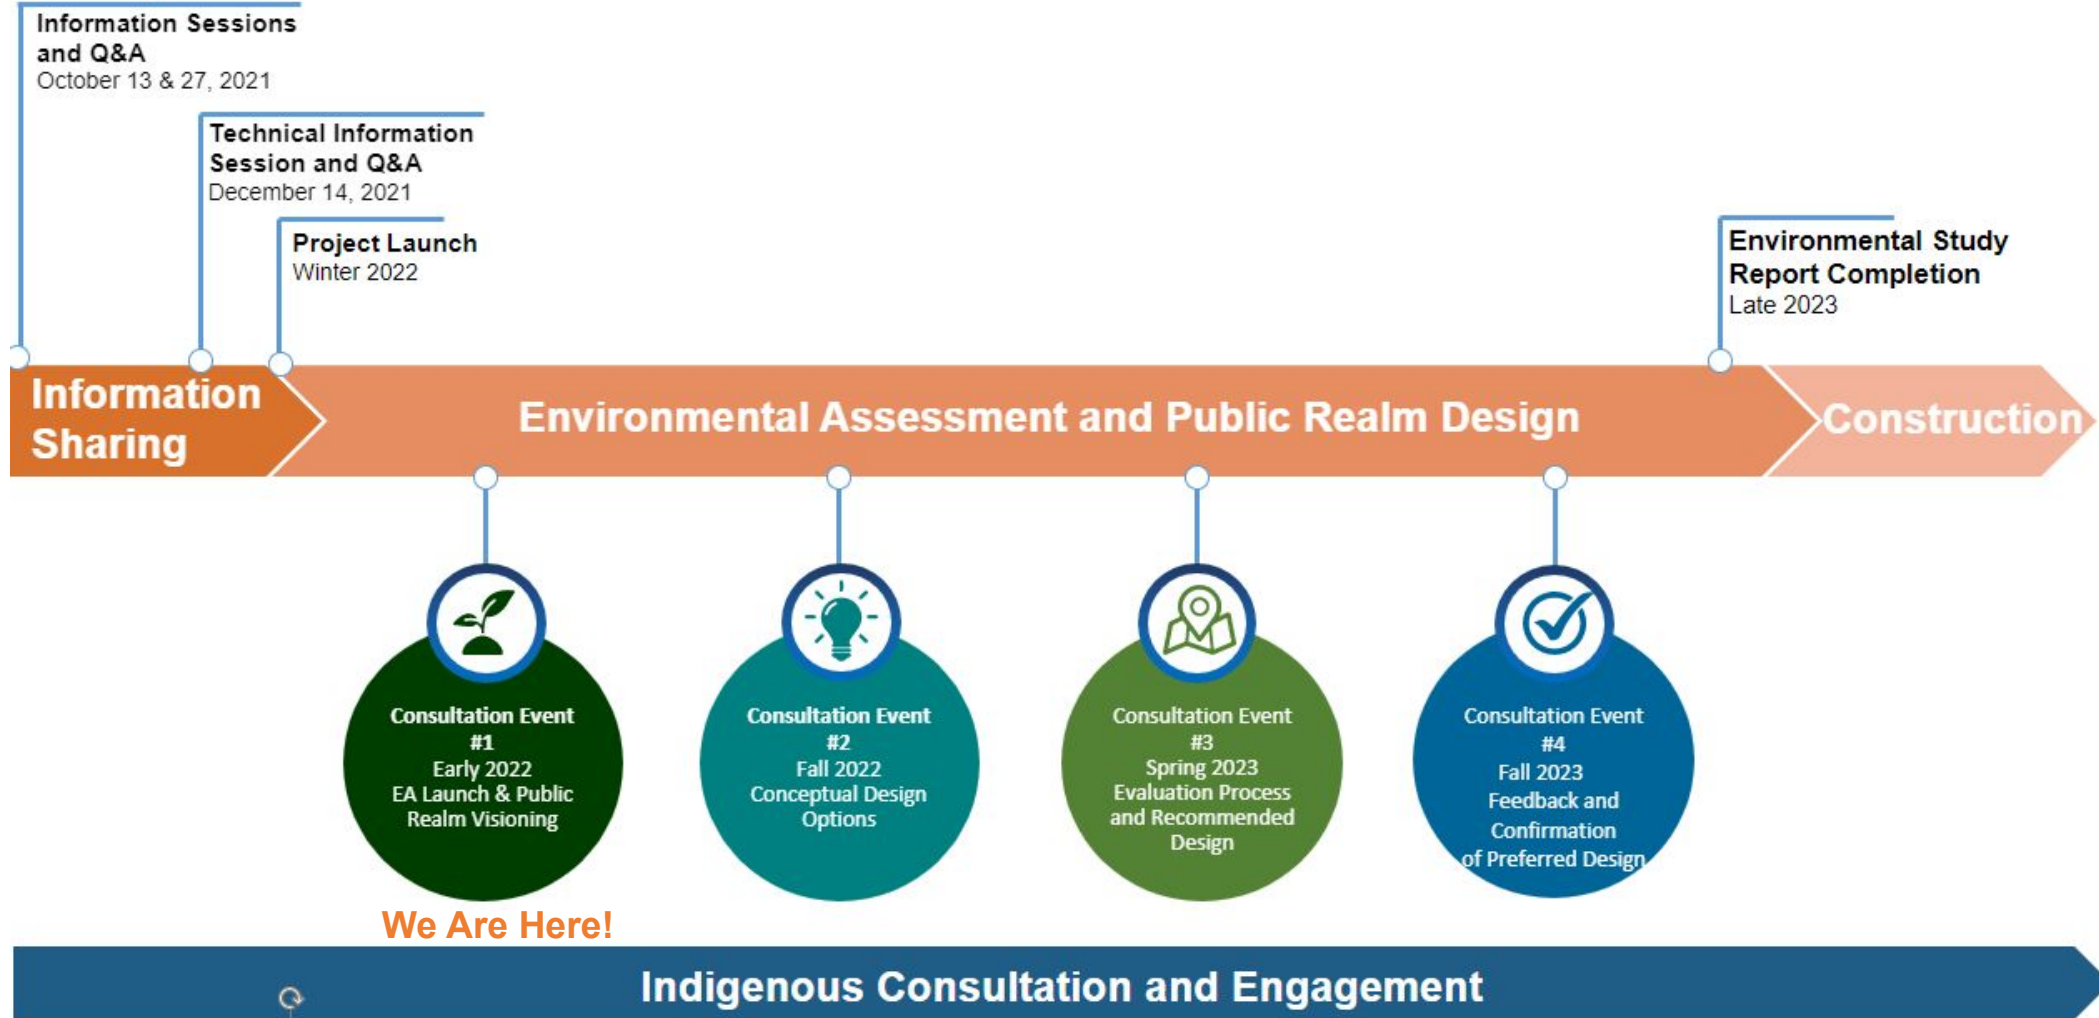 Information Sessions
and Q&A
October 13 & 27, 2021
Technical Information
Session and Q&A
December 14, 2021
Project Launch
Winter 2022
Environmental Study
Report Completion
Late 2023
Information
Sharing
Environmental Assessment and Public Realm Design
Construction
Consultation Event
#1
Early 2022
EA Launch & Public
Realm Visioning
Consultation Event
#2
Fall 2022
Conceptual Design
Options
Consultation Event
#3
Spring 2023
Evaluation Process
and Recommended
Design
Consultation Event
#4
Fall 2023
Feedback and
Confirmation
of Preferred Design
We Are Here!
Indigenous Consultation and Engagement